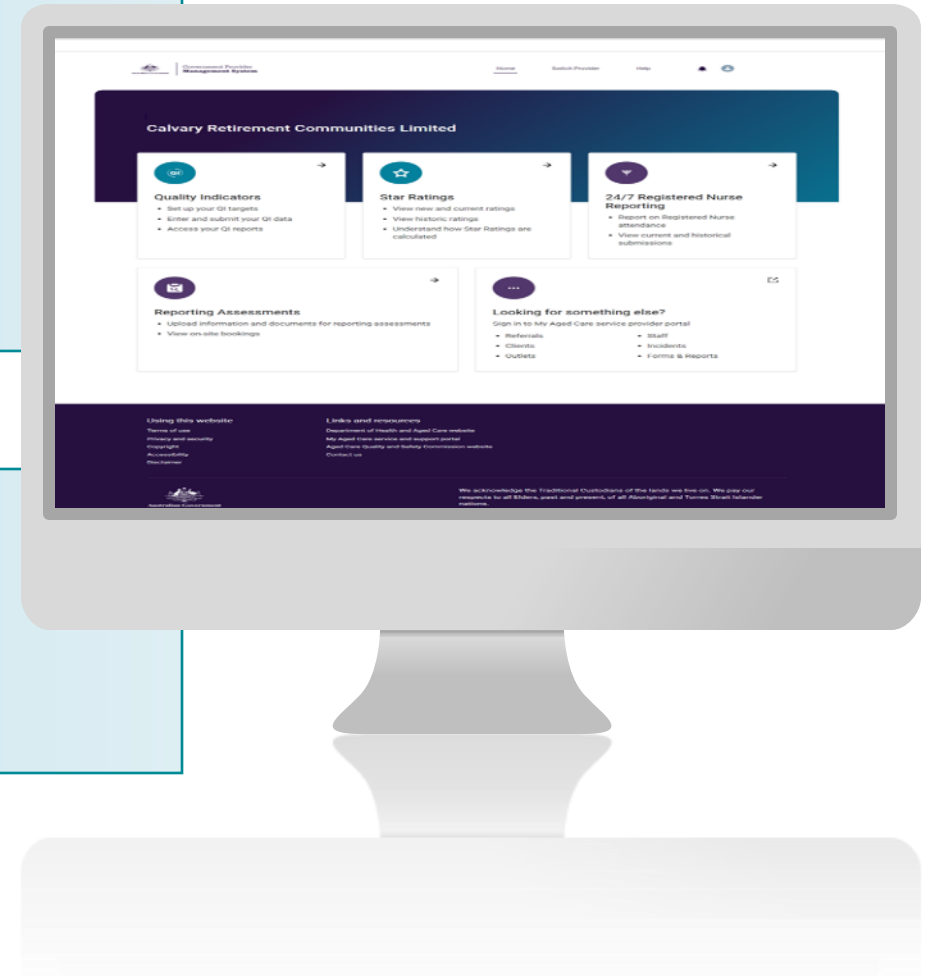 Government Provider
Management System
Home
Switch Provider
Help
Calvary Retirement Communities Limited
QI
Quality Indicators
• Set up your QI targets
• Enter and submit your QI data
• Access your QI reports
Star Ratings
• View new and current ratings
• View historic ratings
• Understand how Star Ratings are
calculated
24/7 Registered Nurse
Reporting
• Report on Registered Nurse
attendance
• View current and historical
submissions
Reporting Assessments
• Upload information and documents for reporting assessments
• View on-site bookings
Looking for something else?
Sign in to My Aged Care service provider portal
• Referrals
• Clients
• Outlets
• Staff
• Incidents
• Forms & Reports
Using this website
Terms of use
Privacy and security
Copyright
Accessibility
Disclaimer
Links and resources
Department of Health and Aged Care website
My Aged Care service and support portal
Aged Care Quality and Safety Commission website
Contact us
Australian Government
We acknowledge the Traditional Custodians of the lands we live on. We pay our
respects to all Elders, past and present, of all Aboriginal and Torres Strait Islander
nations.